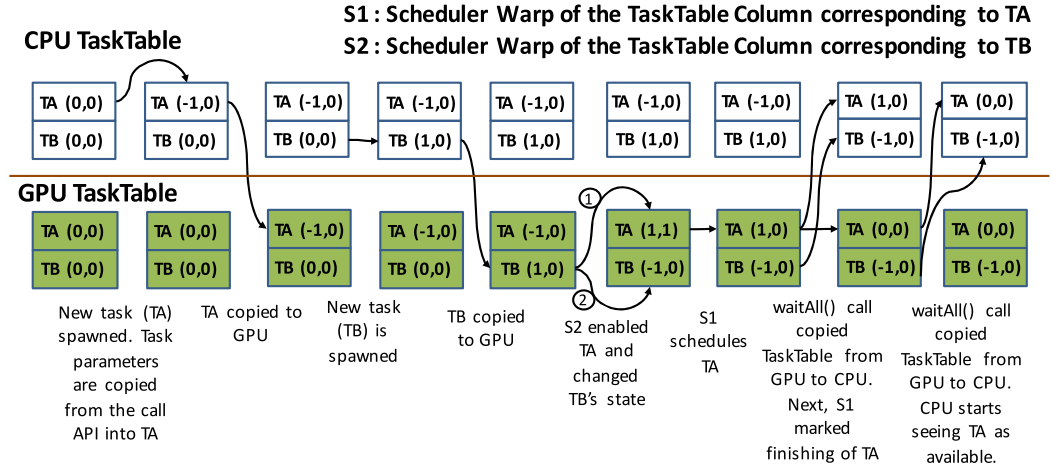 S1 : Scheduler Warp of the TaskTable Column corresponding to TA
S2 : Scheduler Warp of the TaskTable Column corresponding to TB
CPU TaskTable
TA (0,0) TA (-1,0) TA (-1,0) TA (-1,0) TA (-1,0) TA (-1,0) TA (-1,0) TA (1,0) TA (0,0)
TB (0,0) TB (0,0) TB (0,0) TB (1,0) TB (1,0) TB (1,0) TB (1,0) TB (-1,0) TB (-1,0)
GPU TaskTable
1
TA (0,0) TA (0,0) TA (-1,0) TA (-1,0) TA (-1,0) TA (1,1) TA (1,0) TA (0,0) TA (0,0)
TB (0,0) TB (0,0) TB (0,0) TB (0,0) TB (1,0) TB (-1,0) TB (-1,0) TB (-1,0) TB (-1,0)
2
New task (TA)
spawned. Task
parameters
are copied
from the call
API into TA
TA copied to
GPU
New task
(TB) is
spawned
TB copied
to GPU
S2 enabled
TA and
changed
TB's state
S1
schedules
TA
waitAll() call
copied
TaskTable from
GPU to CPU.
Next, S1
marked
finishing of TA
waitAll() call
copied
TaskTable from
GPU to CPU.
CPU starts
seeing TA as
available.